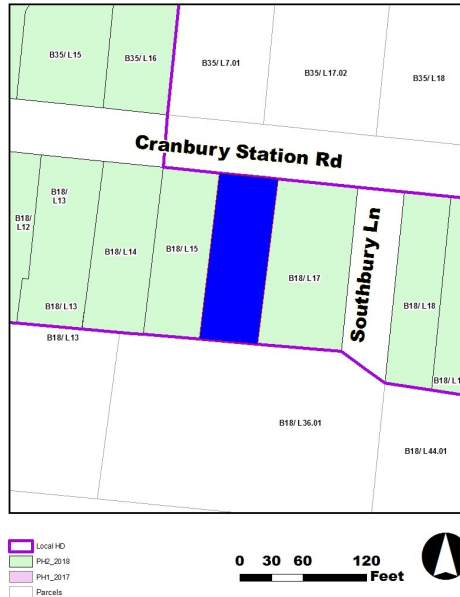 B35/ L15
B35/ L16
B35/ L7.01
B35/ L17.02
B35/ L18
Cranbury Station Rd
B18/
L12
B18/
L13
B18/ L14
B18/ L15
B18/ L17
Southbury Ln
B18/ L18
B18/ L13
B18/ L13
B18/ L1
B18/ L36.01
B18/ L44.01
Local HD
PH2_2018
PH1_2017
Parcels
0 30 60 120
Feet